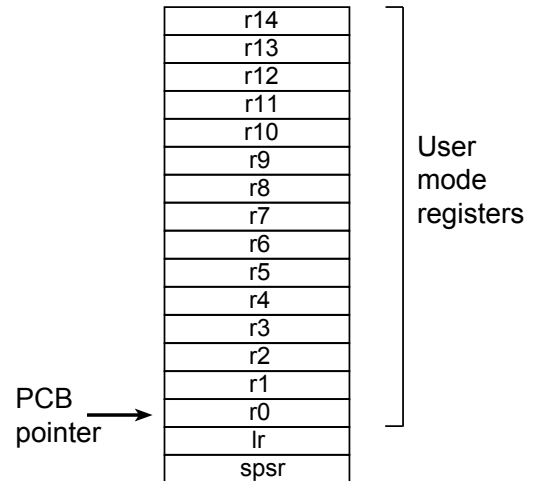 r14
r13
r12
r11
r10
r9
r8
r7
r6
r5
r4
r3
r2
r1
r0
lr
spsr
User
mode
registers
PCB
pointer